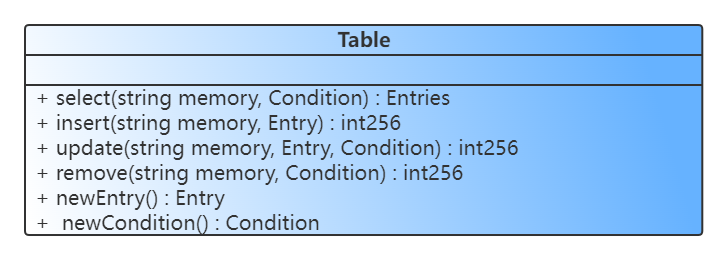 Table
+ select(string memory, Condition) : Entries
+ insert(string memory, Entry) : int256
+ update(string memory, Entry, Condition) : int256
+ remove(string memory, Condition) : int256
+ newEntry() : Entry
+ newCondition() : Condition